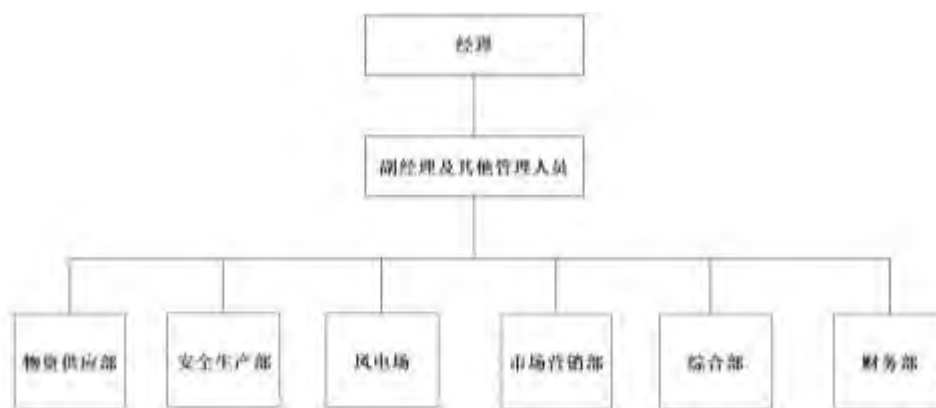 经理
副经理及其他管理人员
物资供应部
安全生产部
风电场
市场营销部
综合部
财务部